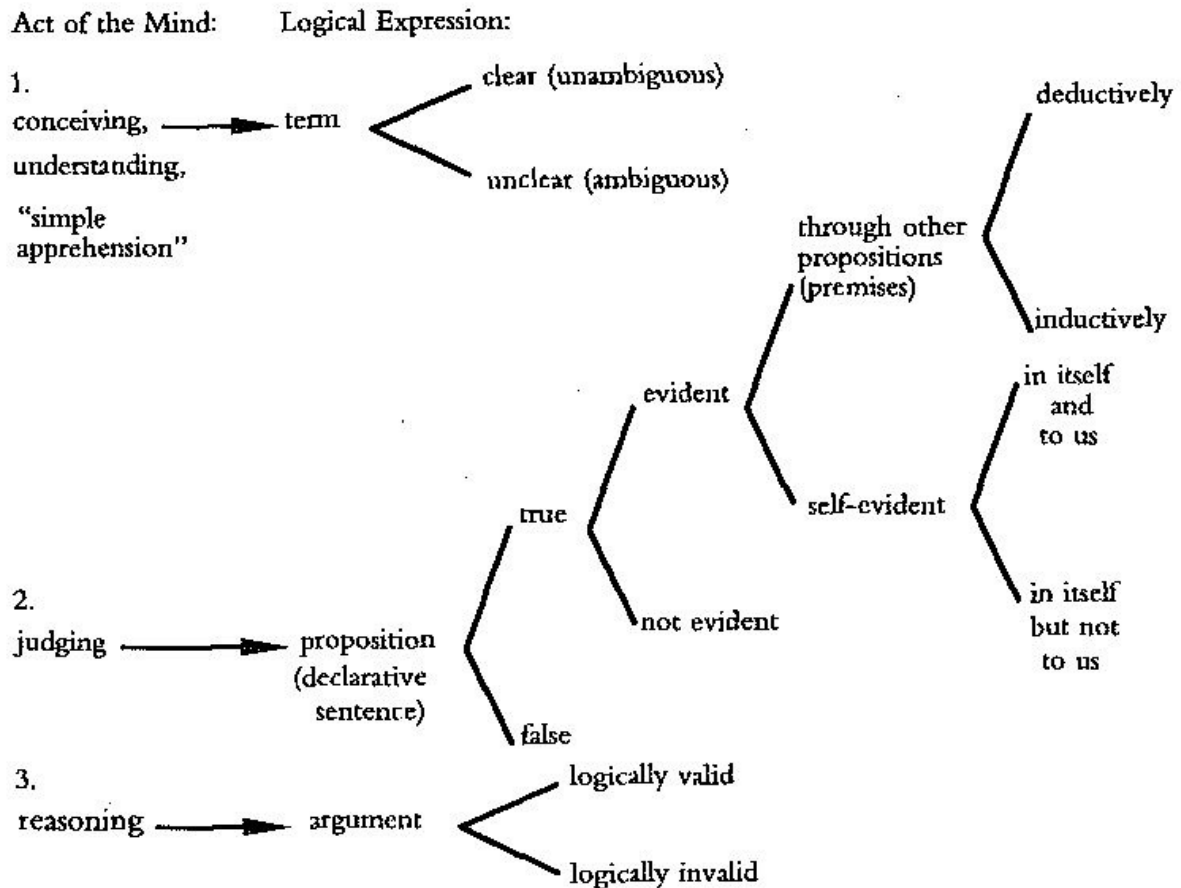 Act of the Mind: Logical Expression:
1.
conceiving,
understanding,
“simple
apprehension”
term
clear (unambiguous)
unclear (ambiguous)
2.
judging
proposition
(declarative
sentence)
true
false
evident
not evident
through other
propositions
(premises)
self-evident
deductively
inductively
in itself
and
to us
in itself
but not
to us
3.
reasoning
argument
logically valid
logically invalid